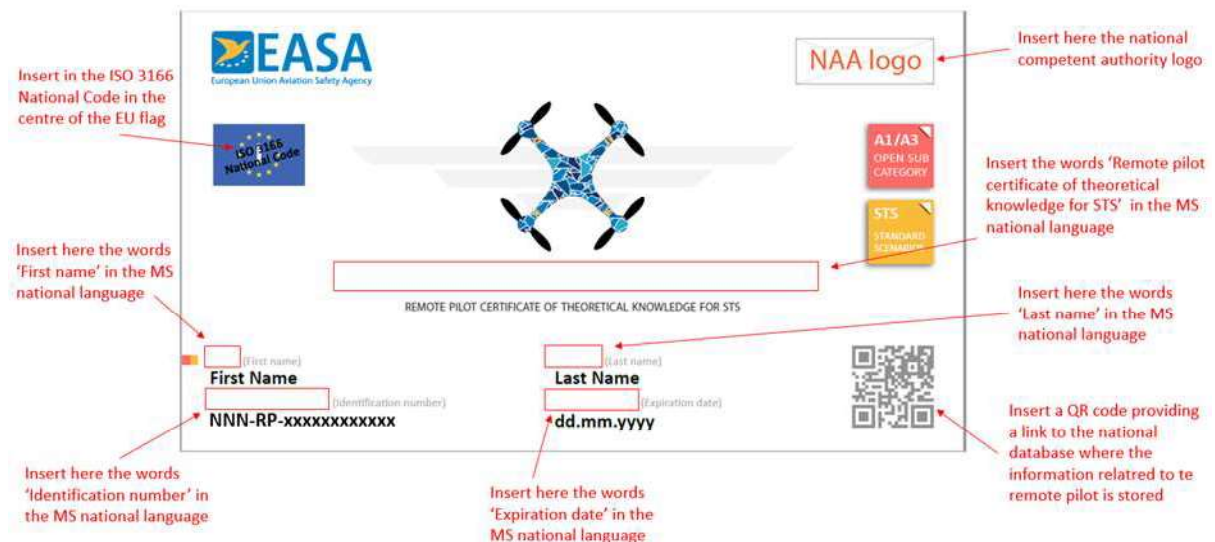 EASA
European Union Aviation Safety Agency
NAA logo
Insert here the national
competent authority logo
Insert in the ISO 3166
National Code in the
centre of the EU flag
ISO 3166
National Code
A1/A3
OPEN SUB
CATEGORY
STS
STANDARD
SCENARIOS
Insert the words ‘Remote pilot
certificate of theoretical
knowledge for STS’ in the MS
national language
Insert here the words
‘First name’ in the MS
national language
REMOTE PILOT CERTIFICATE OF THEORETICAL KNOWLEDGE FOR STS
Insert here the words
‘Last name’ in the MS
national language
(First name)
First Name
(Last name)
Last Name
(Identification number)
NNN-RP-xxxxxxxxxxxx
(Expiration date)
dd.mm.yyyy
Insert a QR code providing
a link to the national
database where the
information relatred to te
remote pilot is stored
Insert here the words
‘Identification number’ in
the MS national language
Insert here the words
‘Expiration date’ in the
MS national language